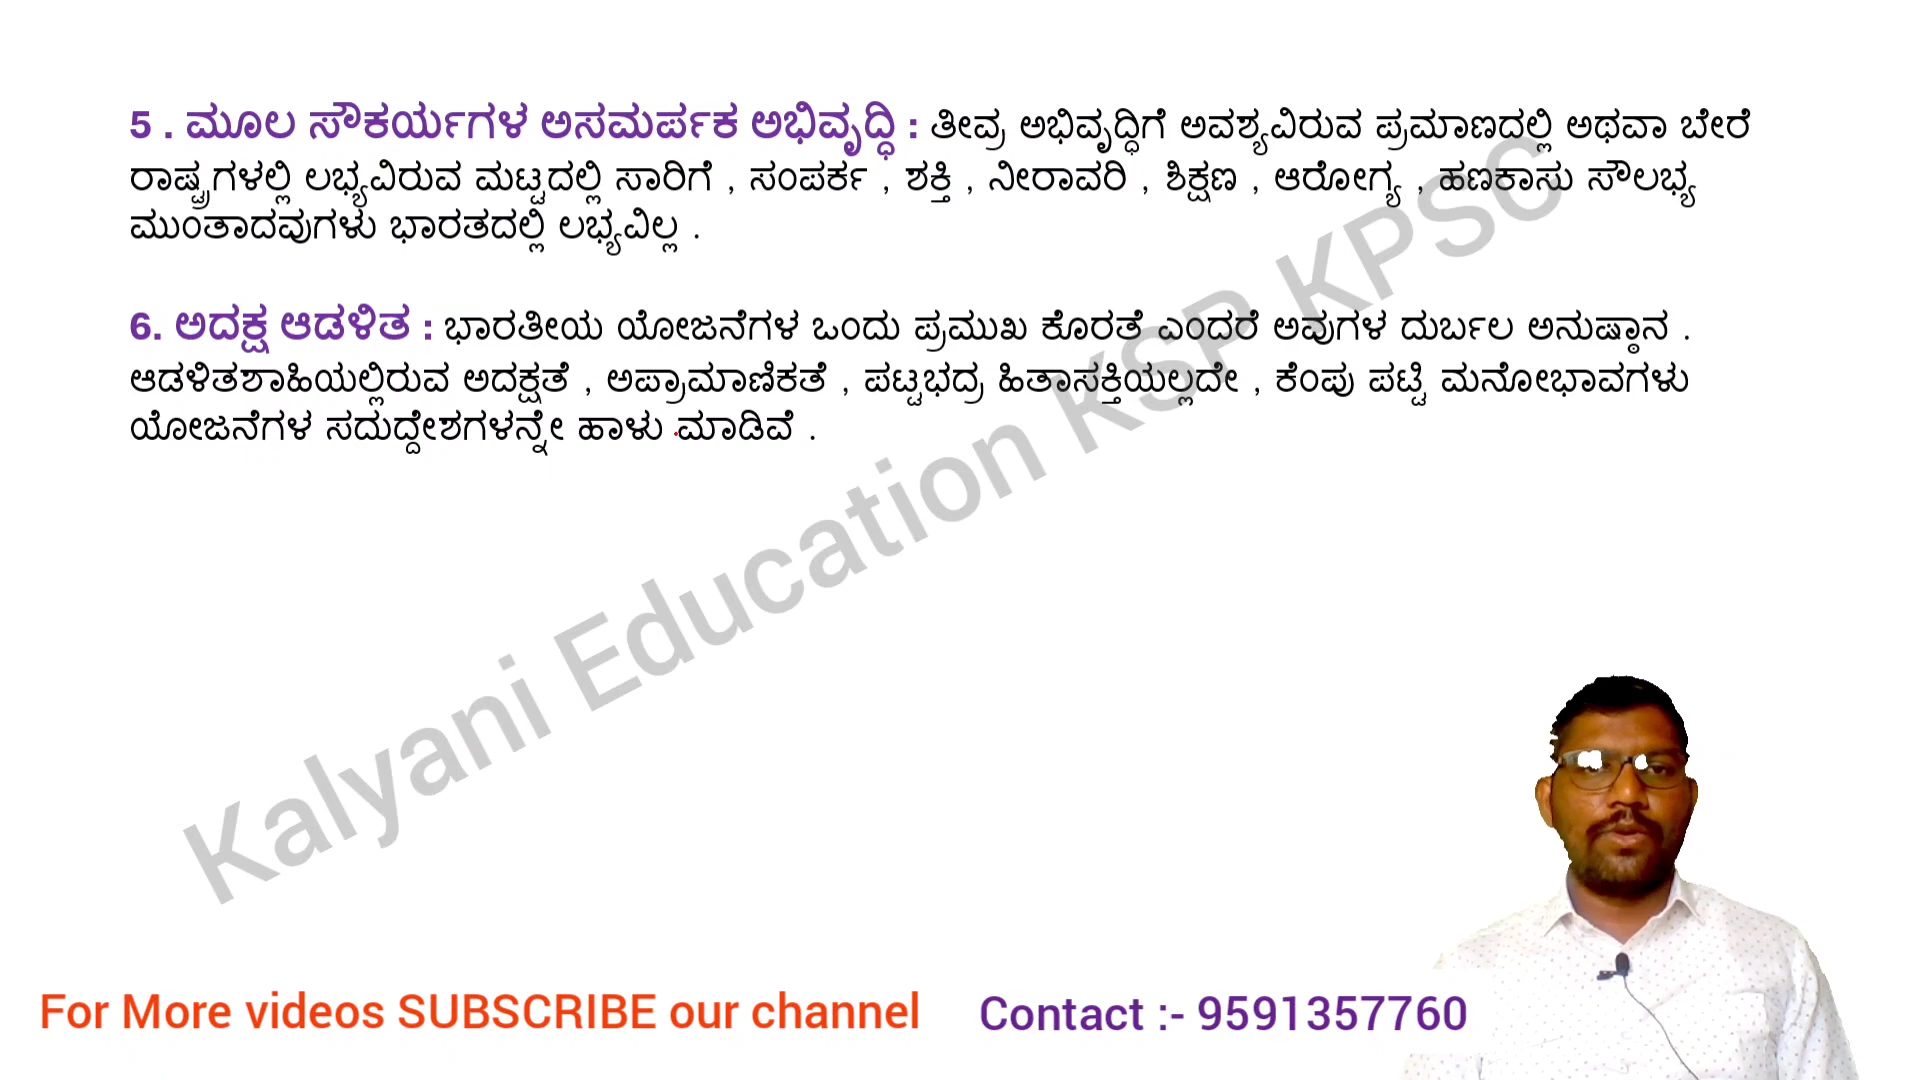 5 . ಮೂಲ ಸೌಕರ್ಯಗಳ ಅಸಮರ್ಪಕ ಅಭಿವೃದ್ಧಿ : ತೀವ್ರ ಅಭಿವೃದ್ಧಿಗೆ ಅವಶ್ಯವಿರುವ ಪ್ರಮಾಣದಲ್ಲಿ ಅಥವಾ ಬೇರೆ
ರಾಷ್ಟ್ರಗಳಲ್ಲಿ ಲಭ್ಯವಿರುವ ಮಟ್ಟದಲ್ಲಿ ಸಾರಿಗೆ , ಸಂಪರ್ಕ , ಶಕ್ತಿ , ನೀರಾವರಿ , ಶಿಕ್ಷಣ , ಆರೋಗ್ಯ , ಹಣಕಾಸು ಸೌಲಭ್ಯ
ಮುಂತಾದವುಗಳು ಭಾರತದಲ್ಲಿ ಲಭ್ಯವಿಲ್ಲ .
6. ಅದಕ್ಷ ಆಡಳಿತ : ಭಾರತೀಯ ಯೋಜನೆಗಳ ಒಂದು ಪ್ರಮುಖ ಕೊರತೆ ಎಂದರೆ ಅವುಗಳ ದುರ್ಬಲ ಅನುಷ್ಠಾನ .
ಆಡಳಿತಶಾಹಿಯಲ್ಲಿರುವ ಅದಕ್ಷತೆ , ಅಪ್ರಾಮಾಣಿಕತೆ , ಪಟ್ಟಭದ್ರ ಹಿತಾಸಕ್ತಿಯಲ್ಲದೇ , ಕೆಂಪು ಪಟ್ಟಿ ಮನೋಭಾವಗಳು
ಯೋಜನೆಗಳ ಸದುದ್ದೇಶಗಳನ್ನೇ ಹಾಳು ಮಾಡಿವೆ .
Kalyani Education KSP KPSC
For More videos SUBSCRIBE our channel
Contact :- 9591357760